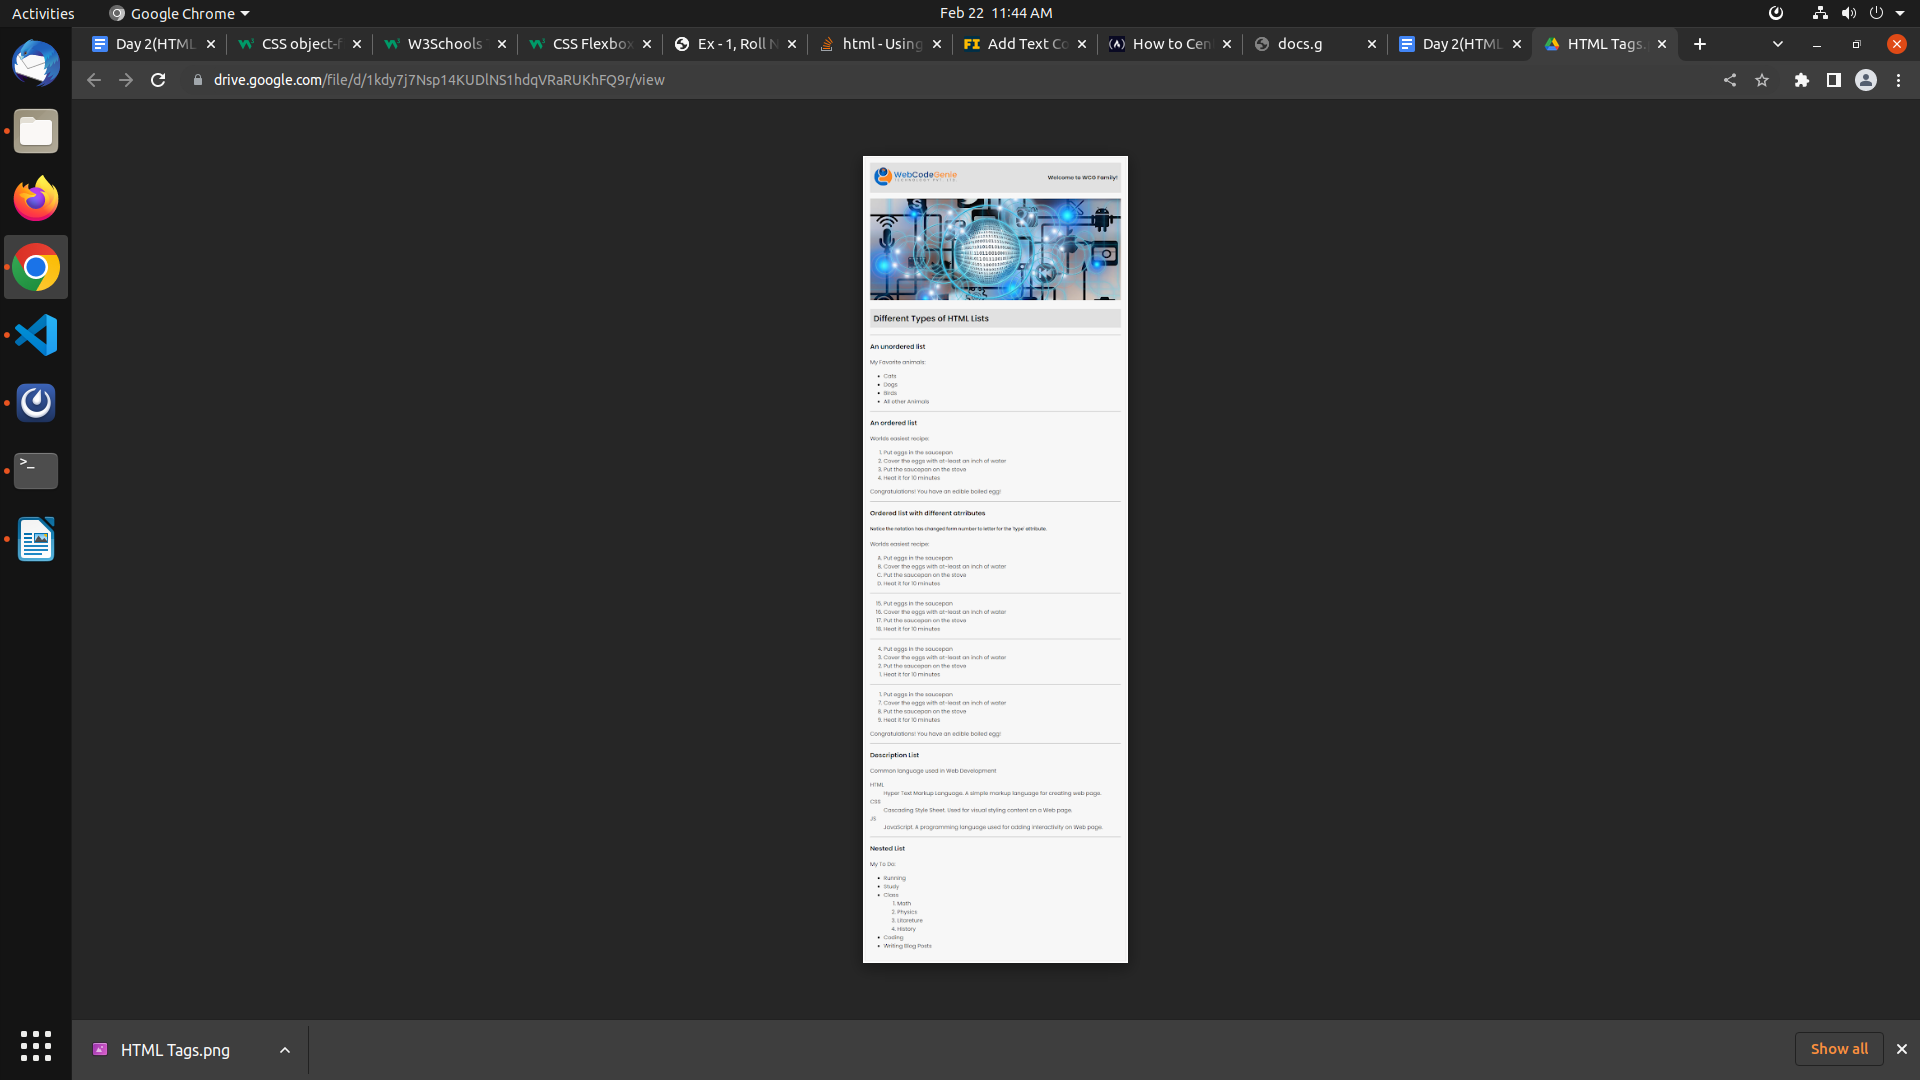 Activities
Google Chrome
Feb 22 11:44 AM
Day 2(HTML
CSS object-f
W3Schools
CSS Flexbox
Ex - 1, Roll N
html - Using
Add Text Co
How to Cen
docs.g
Day 2(HTML
HTML Tags.
drive.google.com/file/d/1kdy7j7Nsp14KUDlNS1hdqVRaRUKhFQ9r/view
WebCodeGenie
TECHNOLOGY PVT. LTD.
Welcome to WCG Family!
Different Types of HTML Lists
An unordered list
My Favorite animals:
Cats
Dogs
Birds
All other Animals
An ordered list
Worlds easiest recipe:
1. Put eggs in the saucepan
2. Cover the eggs with at-least an inch of water
3. Put the saucepan on the stove
4. Heat it for 10 minutes
Congratulations! You have an edible boiled egg!
Ordered list with different atrributes
Notice the notation has changed form number to letter for the 'type' attribute.
Worlds easiest recipe:
A. Put eggs in the saucepan
B. Cover the eggs with at-least an inch of water
C. Put the saucepan on the stove
D. Heat it for 10 minutes
15. Put eggs in the saucepan
16. Cover the eggs with at-least an inch of water
17. Put the saucepan on the stove
18. Heat it for 10 minutes
4. Put eggs in the saucepan
3. Cover the eggs with at-least an inch of water
2. Put the saucepan on the stove
1. Heat it for 10 minutes
1. Put eggs in the saucepan
7. Cover the eggs with at-least an inch of water
8. Put the saucepan on the stove
9. Heat it for 10 minutes
Congratulations! You have an edible boiled egg!
Description List
Common language used in Web Development
HTML
Hyper Text Markup Language. A simple markup language for creating web page.
CSS
Cascading Style Sheet. Used for visual styling content on a Web page.
JS
JavaScript. A programming language used for adding interactivity on Web page.
Nested List
My To Do:
Running
Study
Class
1. Math
2. Physics
3. Litareture
4. History
Coding
Writing Blog Posts
HTML Tags.png
Show all